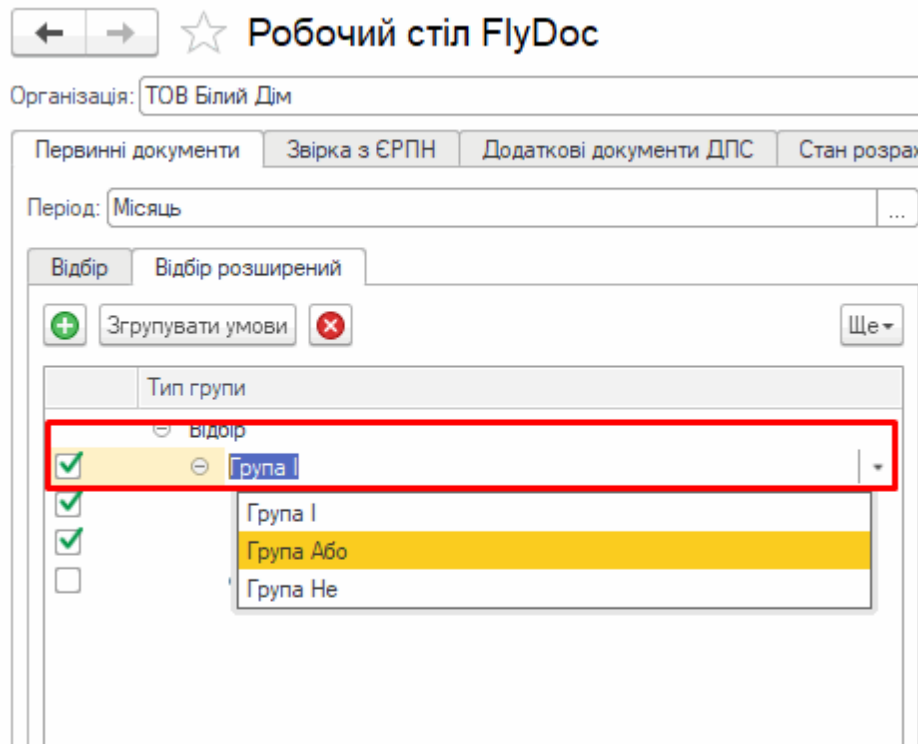 Робочий стіл FlyDoc
Організація: ТОВ Білий Дім
Первинні документи Звірка з ЄРПН Додаткові документи ДПС Стан розрах
Період: Місяць ...
Відбір Відбір розширений
Згрупувати умови Ще
Тип групи
Відбір
Група І
Група І
Група Або
Група Не